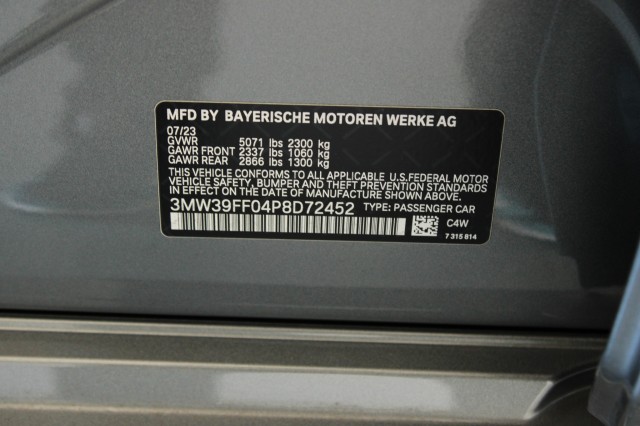 MFD BY BAYERISCHE MOTOREN WERKE AG
07/23
GVWR 5071 lbs 2300 kg
GAWR FRONT 2337 lbs 1060 kg
GAWR REAR 2866 lbs 1300 kg
THIS VEHICLE CONFORMS TO ALL APPLICABLE U.S.FEDERAL MOTOR
VEHICLE SAFETY, BUMPER, AND THEFT PREVENTION STANDARDS
IN EFFECT ON THE DATE OF MANUFACTURE SHOWN ABOVE.
3MW39FF04P8D72452 TYPE: PASSENGER CAR
C4W
7 315 814